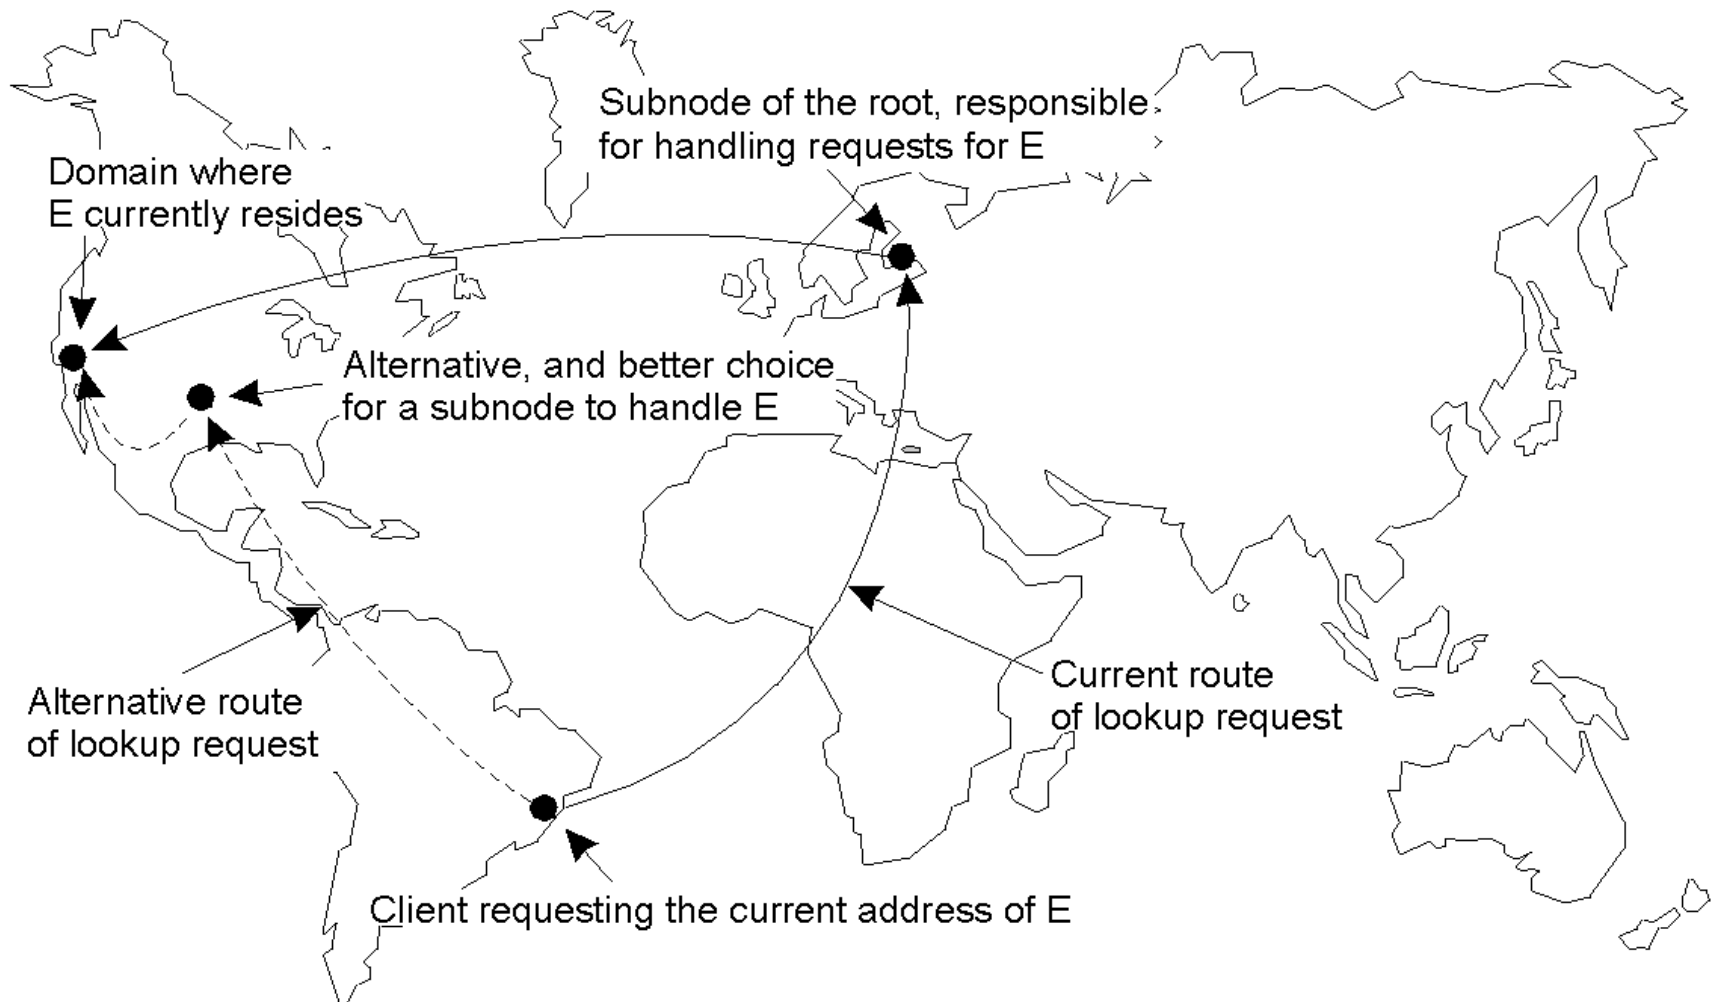 Subnode of the root, responsible
for handling requests for E
Domain where
E currently resides
Alternative, and better choice
for a subnode to handle E
Alternative route
of lookup request
Current route
of lookup request
Client requesting the current address of E